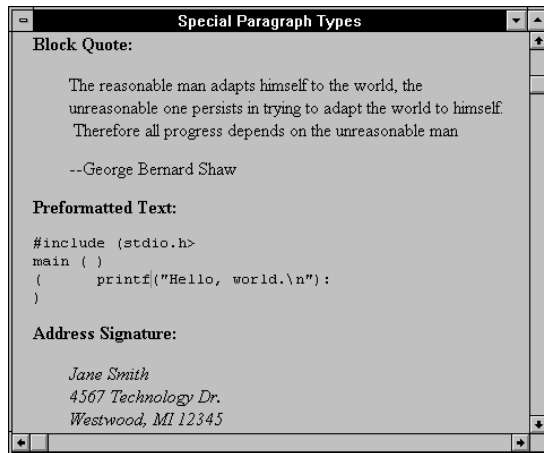 Special Paragraph Types
Block Quote:
The reasonable man adapts himself to the world, the
unreasonable one persists in trying to adapt the world to himself.
Therefore all progress depends on the unreasonable man
--George Bernard Shaw
Preformatted Text:
#include (stdio.h>
main ( )
(      printf("Hello, world.\n"):
)
Address Signature:
Jane Smith
4567 Technology Dr.
Westwood, MI 12345